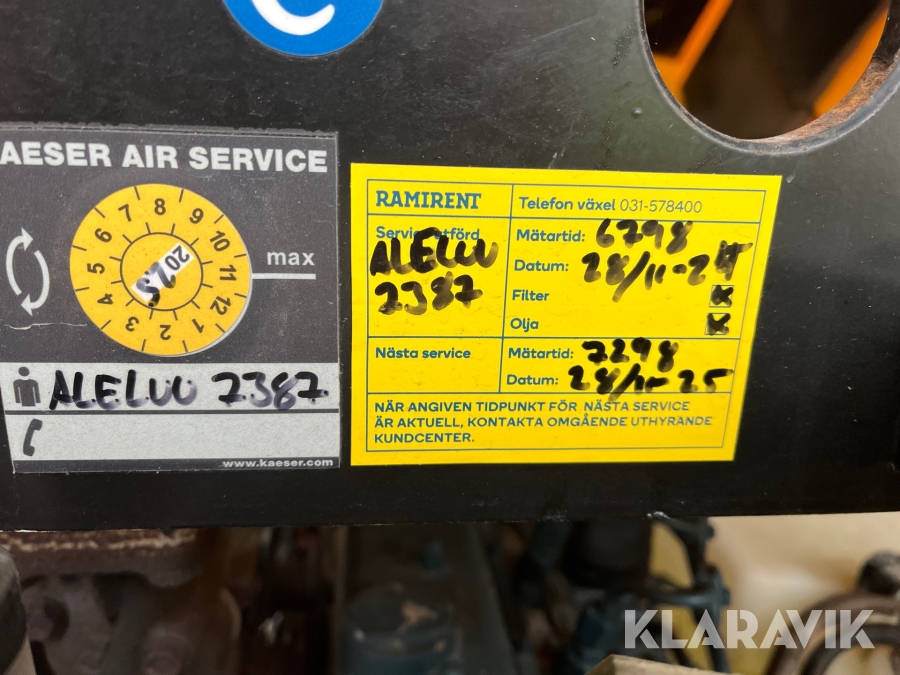 AESER AIR SERVICE
1 2 3 4 5 6 7 8 9 10 11 12
2025
max
ALELUU 2387
www.kaeser.com
RAMIRENT
Telefon växel 031-578400
Service utförd
ALELUU
2387
Mätartid: 6298
Datum: 28/11-24
Filter
Olja
Nästa service
Mätartid: 7298
Datum: 28/11-25
NÄR ANGIVEN TIDPUNKT FÖR NÄSTA SERVICE
ÄR AKTUELL, KONTAKTA OMGÅENDE UTHYRANDE
KUNDCENTER.
KLARAVIK